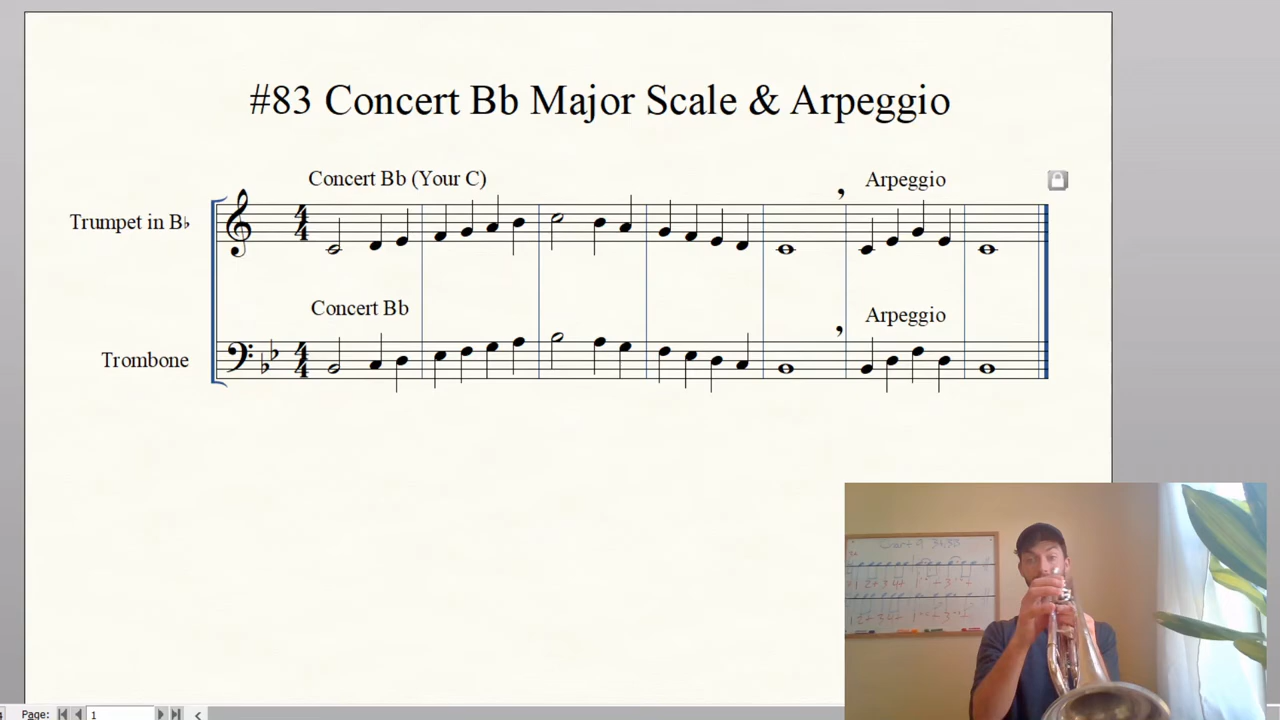 #83 Concert Bb Major Scale & Arpeggio
Concert Bb (Your C)
Arpeggio
Trumpet in B♭
Concert Bb
Arpeggio
Trombone
Page: 1